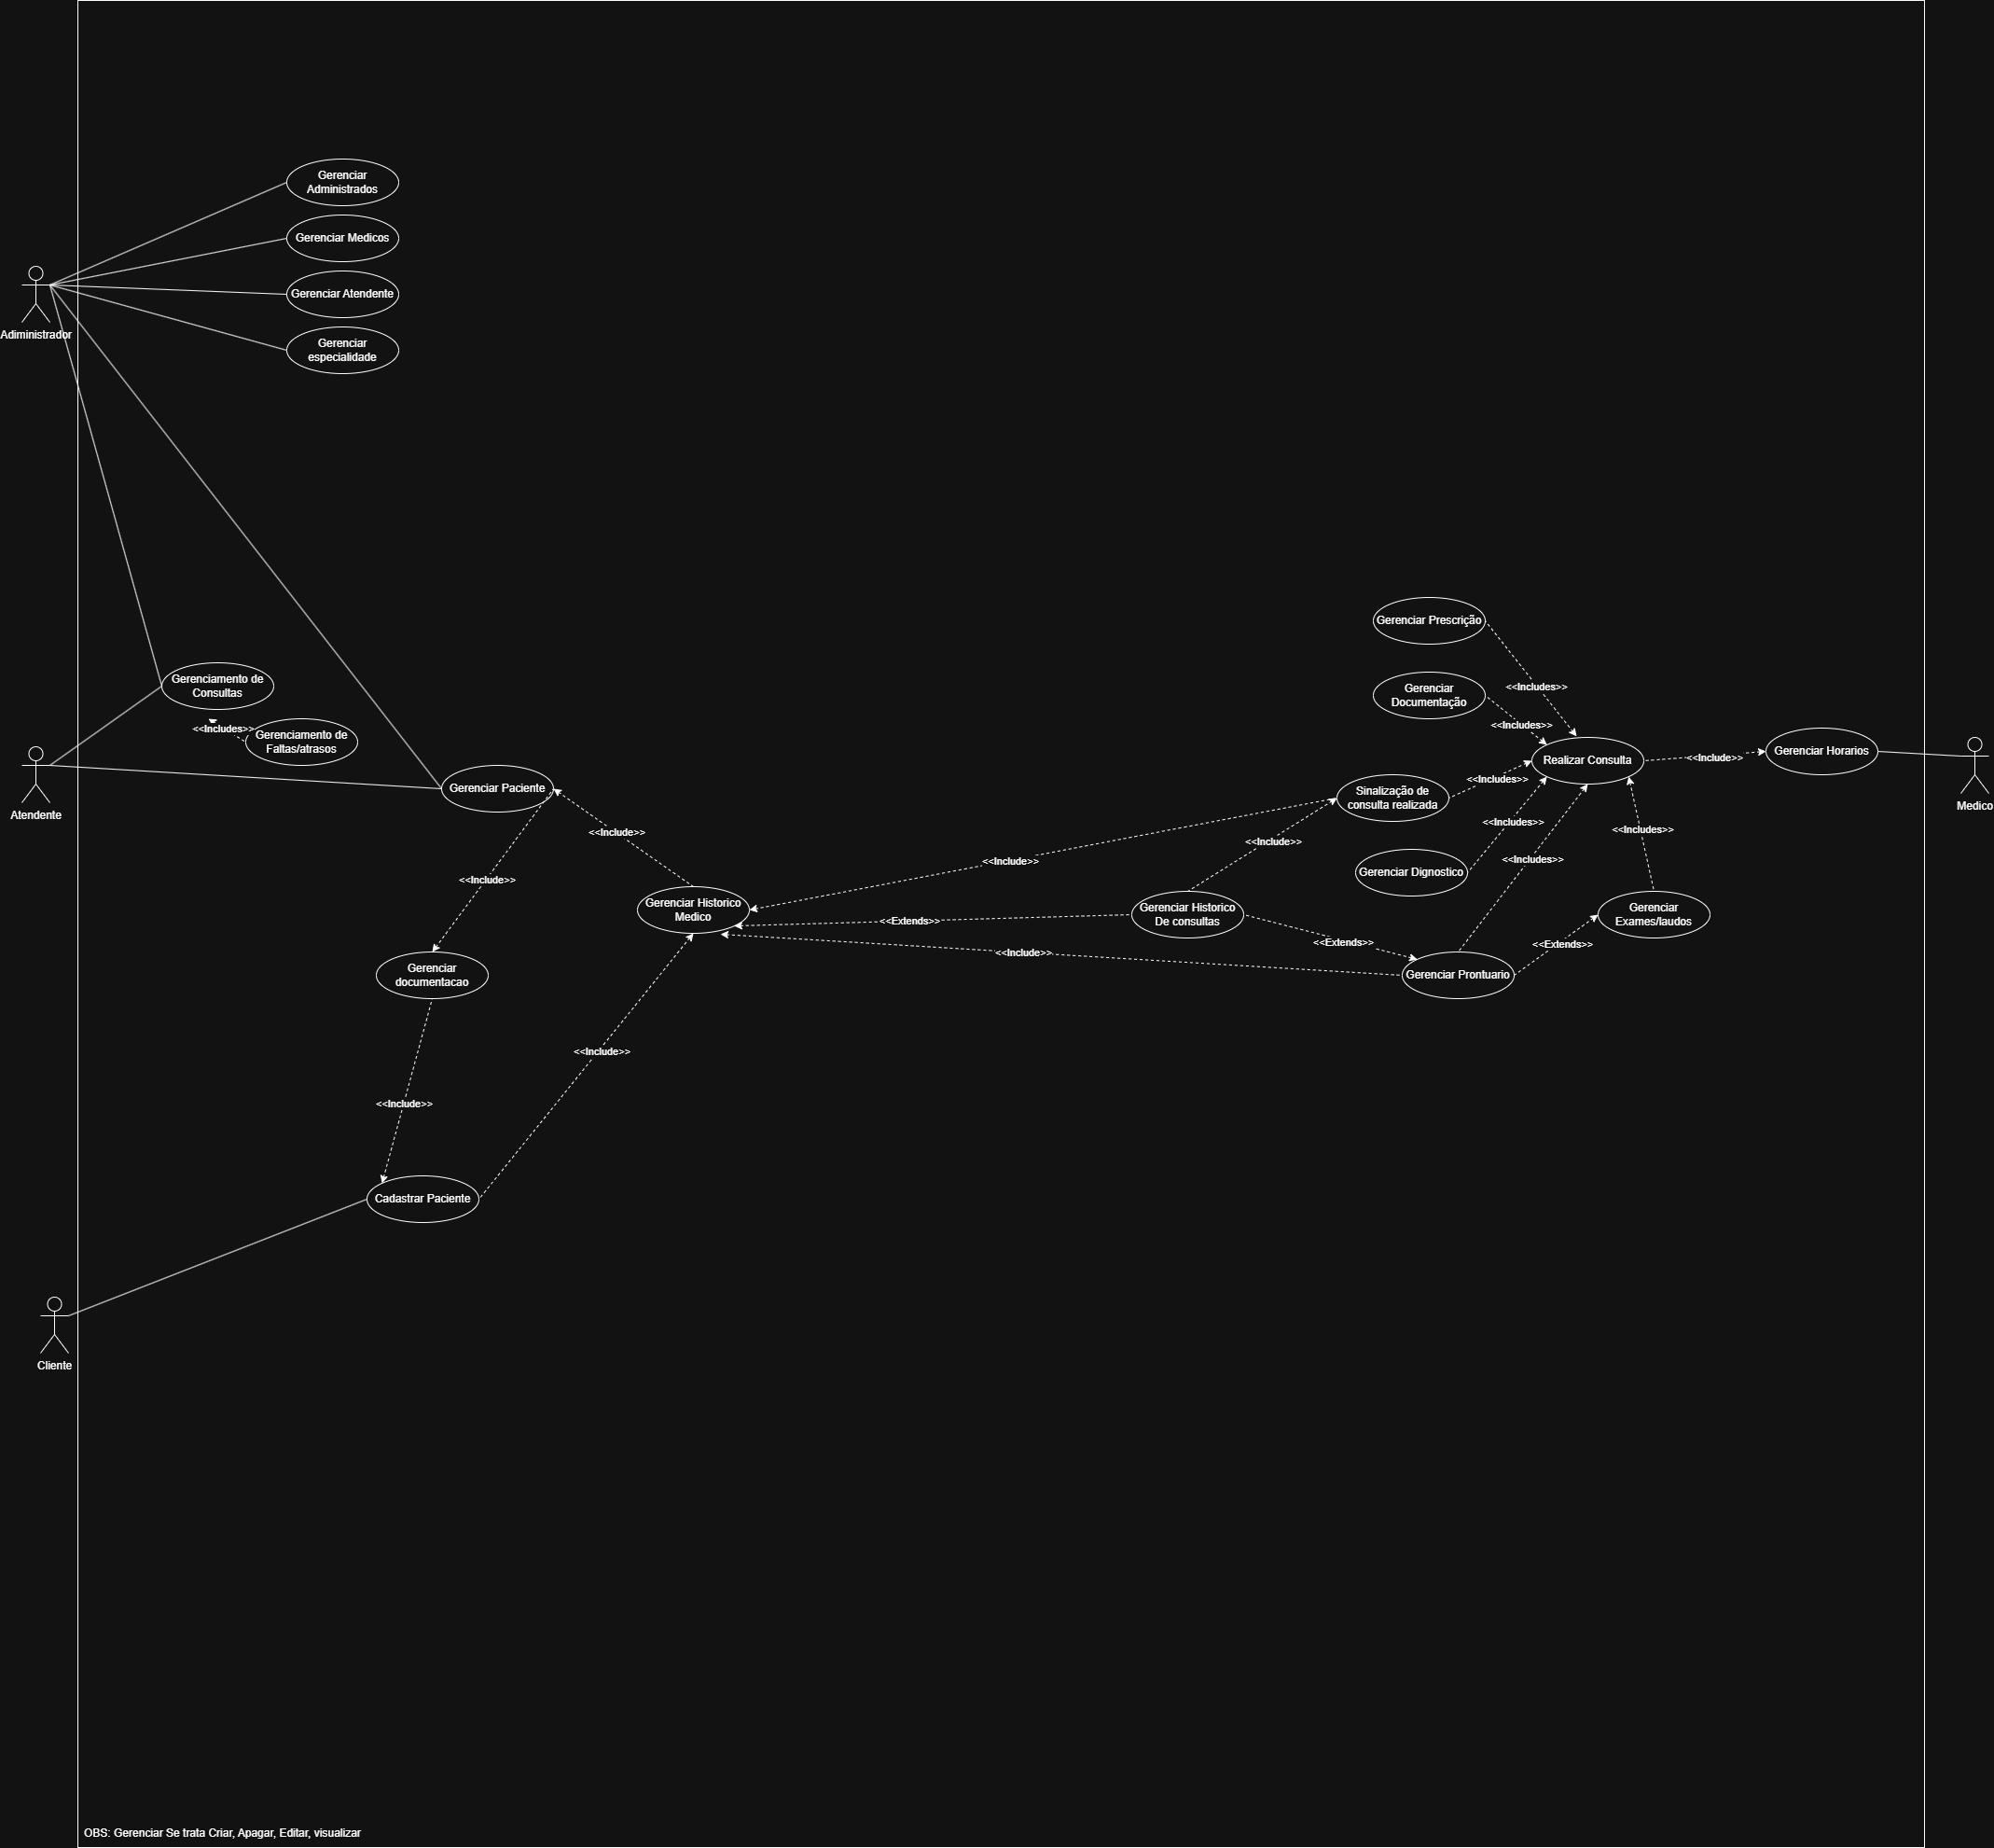 Gerenciar
Administrados
Gerenciar Medicos
Gerenciar Atendente
Adiministrador
Gerenciar
especialidade
Gerenciar Prescrição
Gerenciamento de
Consultas
<<Includes>>
Gerenciar
Documentação
<<Includes>>
<<Includes>>
Gerenciamento de
Faltas/atrasos
Gerenciar Horarios
<<Include>>
Realizar Consulta
<<Includes>>
Gerenciar Paciente
Sinalização de
consulta realizada
Medico
Atendente
<<Includes>>
<<Includes>>
<<Include>>
<<Include>>
<<Includes>>
<<Include>>
Gerenciar Dignostico
<<Include>>
Gerenciar Historico
Medico
Gerenciar Historico
De consultas
Gerenciar
Exames/laudos
<<Extends>>
<<Extends>>
<<Extends>>
<<Include>>
Gerenciar
documentacao
Gerenciar Prontuario
<<Include>>
<<Include>>
Cadastrar Paciente
Cliente
OBS: Gerenciar Se trata Criar, Apagar, Editar, visualizar